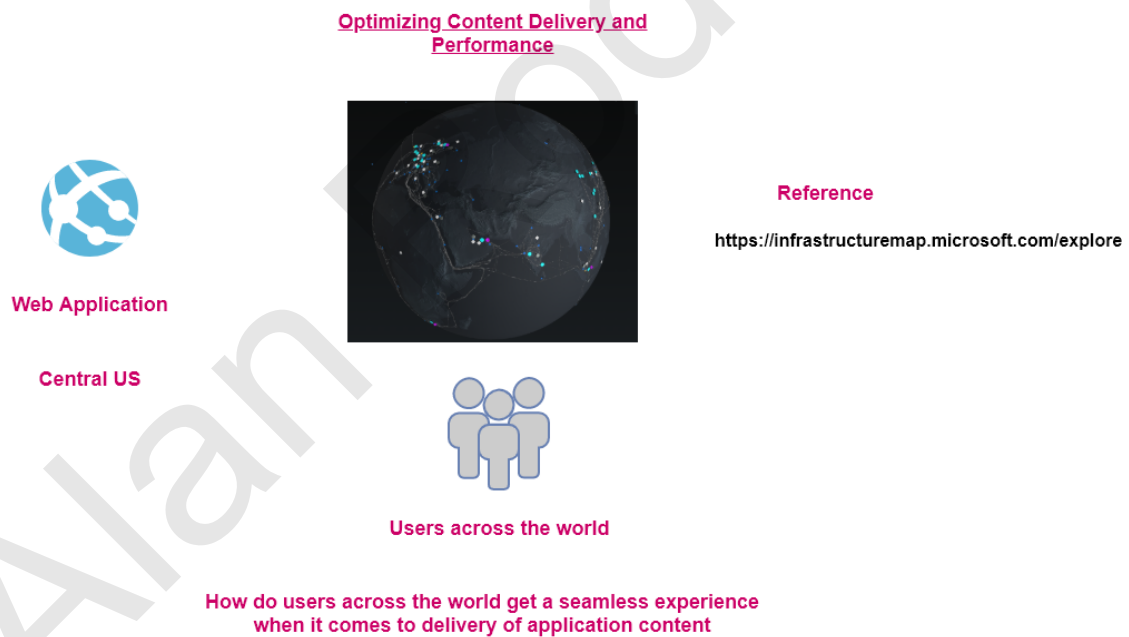 Optimizing Content Delivery and
Performance
Reference
https://infrastructuremap.microsoft.com/explore
Web Application
Central US
Users across the world
How do users across the world get a seamless experience
when it comes to delivery of application content
Alan